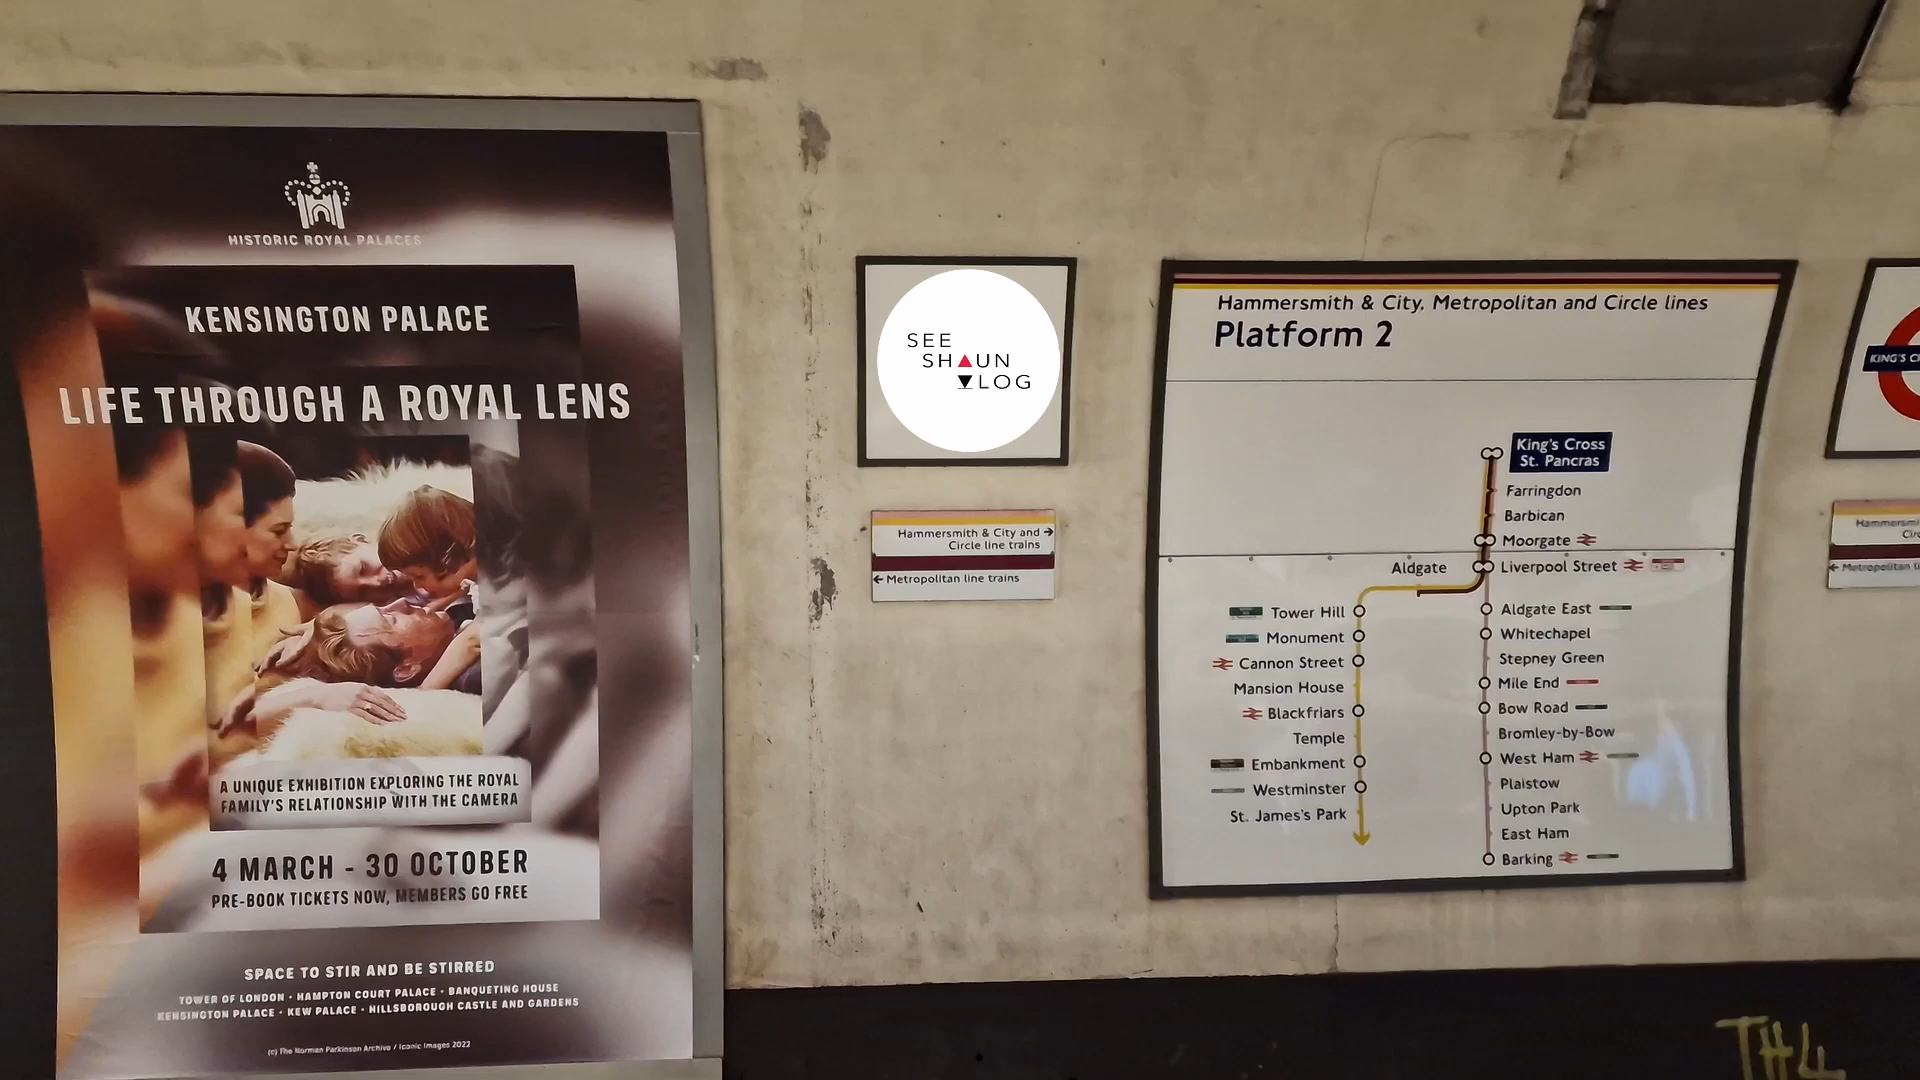 HISTORIC ROYAL PALACES
KENSINGTON PALACE
LIFE THROUGH A ROYAL LENS
A UNIQUE EXHIBITION EXPLORING THE ROYAL
FAMILY'S RELATIONSHIP WITH THE CAMERA
4 MARCH - 30 OCTOBER
PRE-BOOK TICKETS NOW, MEMBERS GO FREE
SPACE TO STIR AND BE STIRRED
TOWER OF LONDON · HAMPTON COURT PALACE · BANQUETING HOUSE
KENSINGTON PALACE · KEW PALACE · HILLSBOROUGH CASTLE AND GARDENS
(c) The Norman Parkinson Archive / Iconic Images 2022
SEE
SHAUN
VLOG
Hammersmith & City and →
Circle line trains
← Metropolitan line trains
Hammersmith & City, Metropolitan and Circle lines
Platform 2
King's Cross
St. Pancras
Farringdon
Barbican
Moorgate
Liverpool Street
Aldgate
Tower Hill
Monument
Cannon Street
Mansion House
Blackfriars
Temple
Embankment
Westminster
St. James's Park
Aldgate East
Whitechapel
Stepney Green
Mile End
Bow Road
Bromley-by-Bow
West Ham
Plaistow
Upton Park
East Ham
Barking
KING'S
← Metropolitan